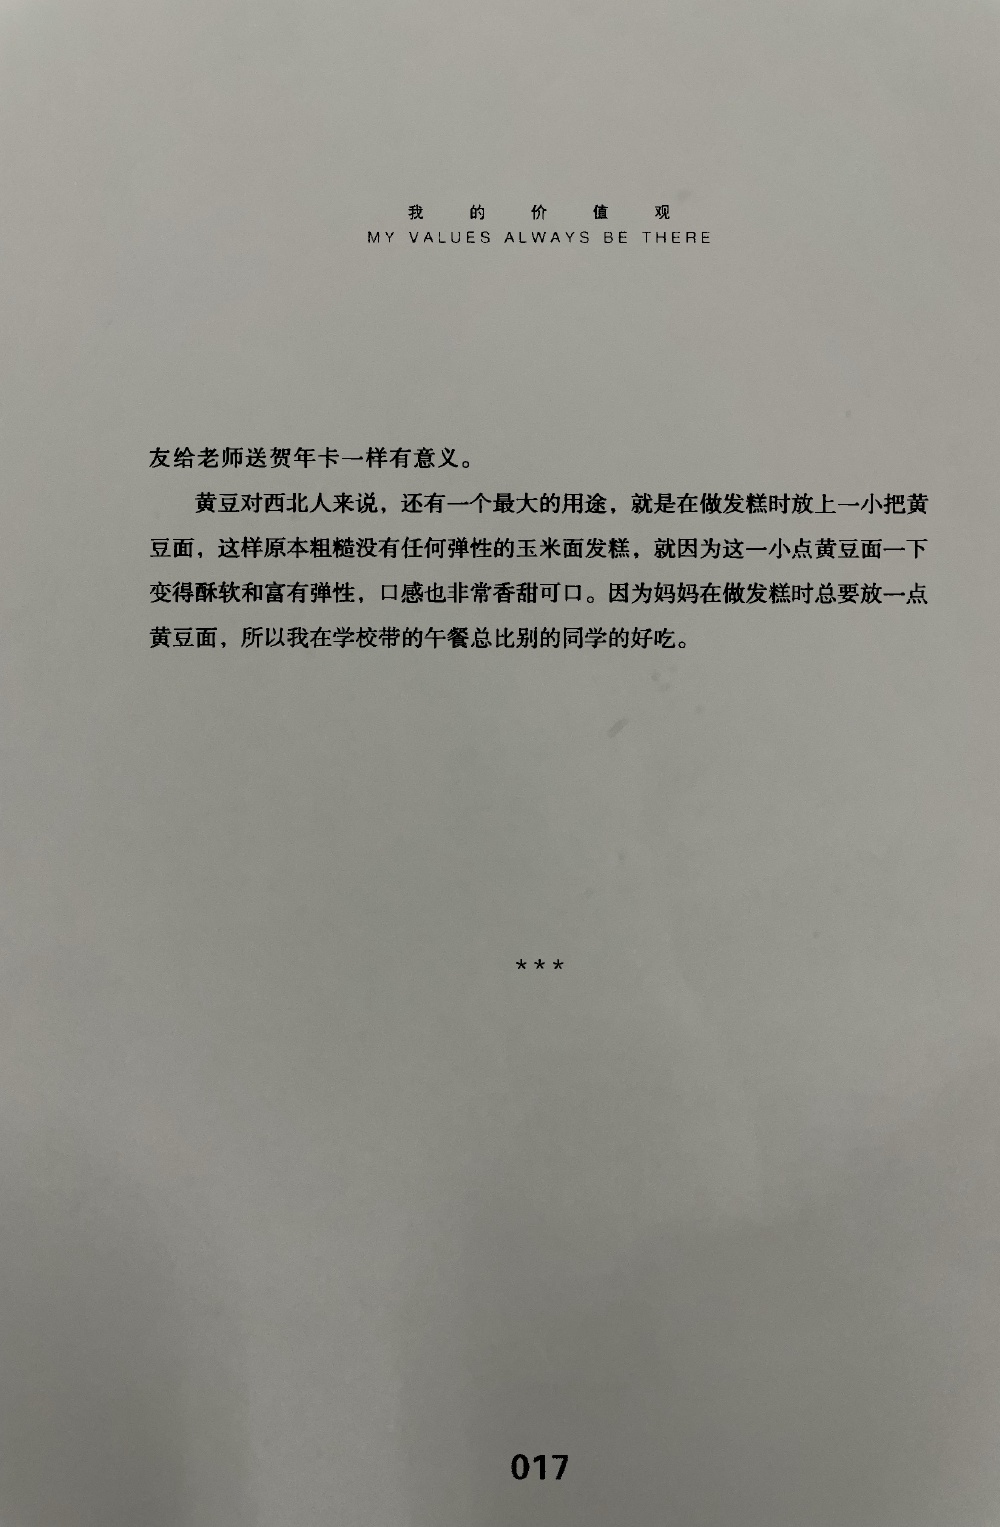 我的价值观
MY VALUES ALWAYS BE THERE
友给老师送贺年卡一样有意义。
黄豆对西北人来说，还有一个最大的用途，就是在做发糕时放上一小把黄
豆面，这样原本粗糙没有任何弹性的玉米面发糕，就因为这一小点黄豆面一下
变得酥软和富有弹性，口感也非常香甜可口。因为妈妈在做发糕时总要放一点
黄豆面，所以我在学校带的午餐总比别的同学的好吃。
***
017